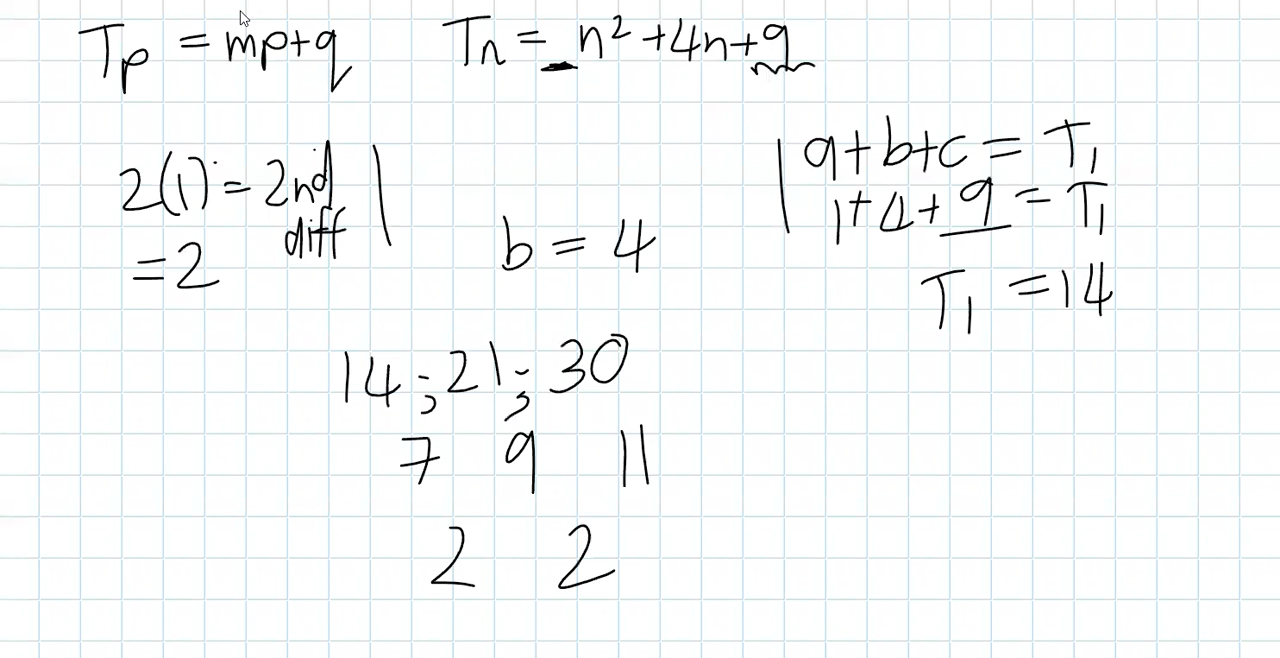 Tp = mp+q
Tn = _n² + 4n + 9
2(1) = 2nd diff
= 2
b = 4
a + b + c = T₁
1 + 4 + 9 = T₁
T₁ = 14
14 ; 21 ; 30
7 9 11
2 2